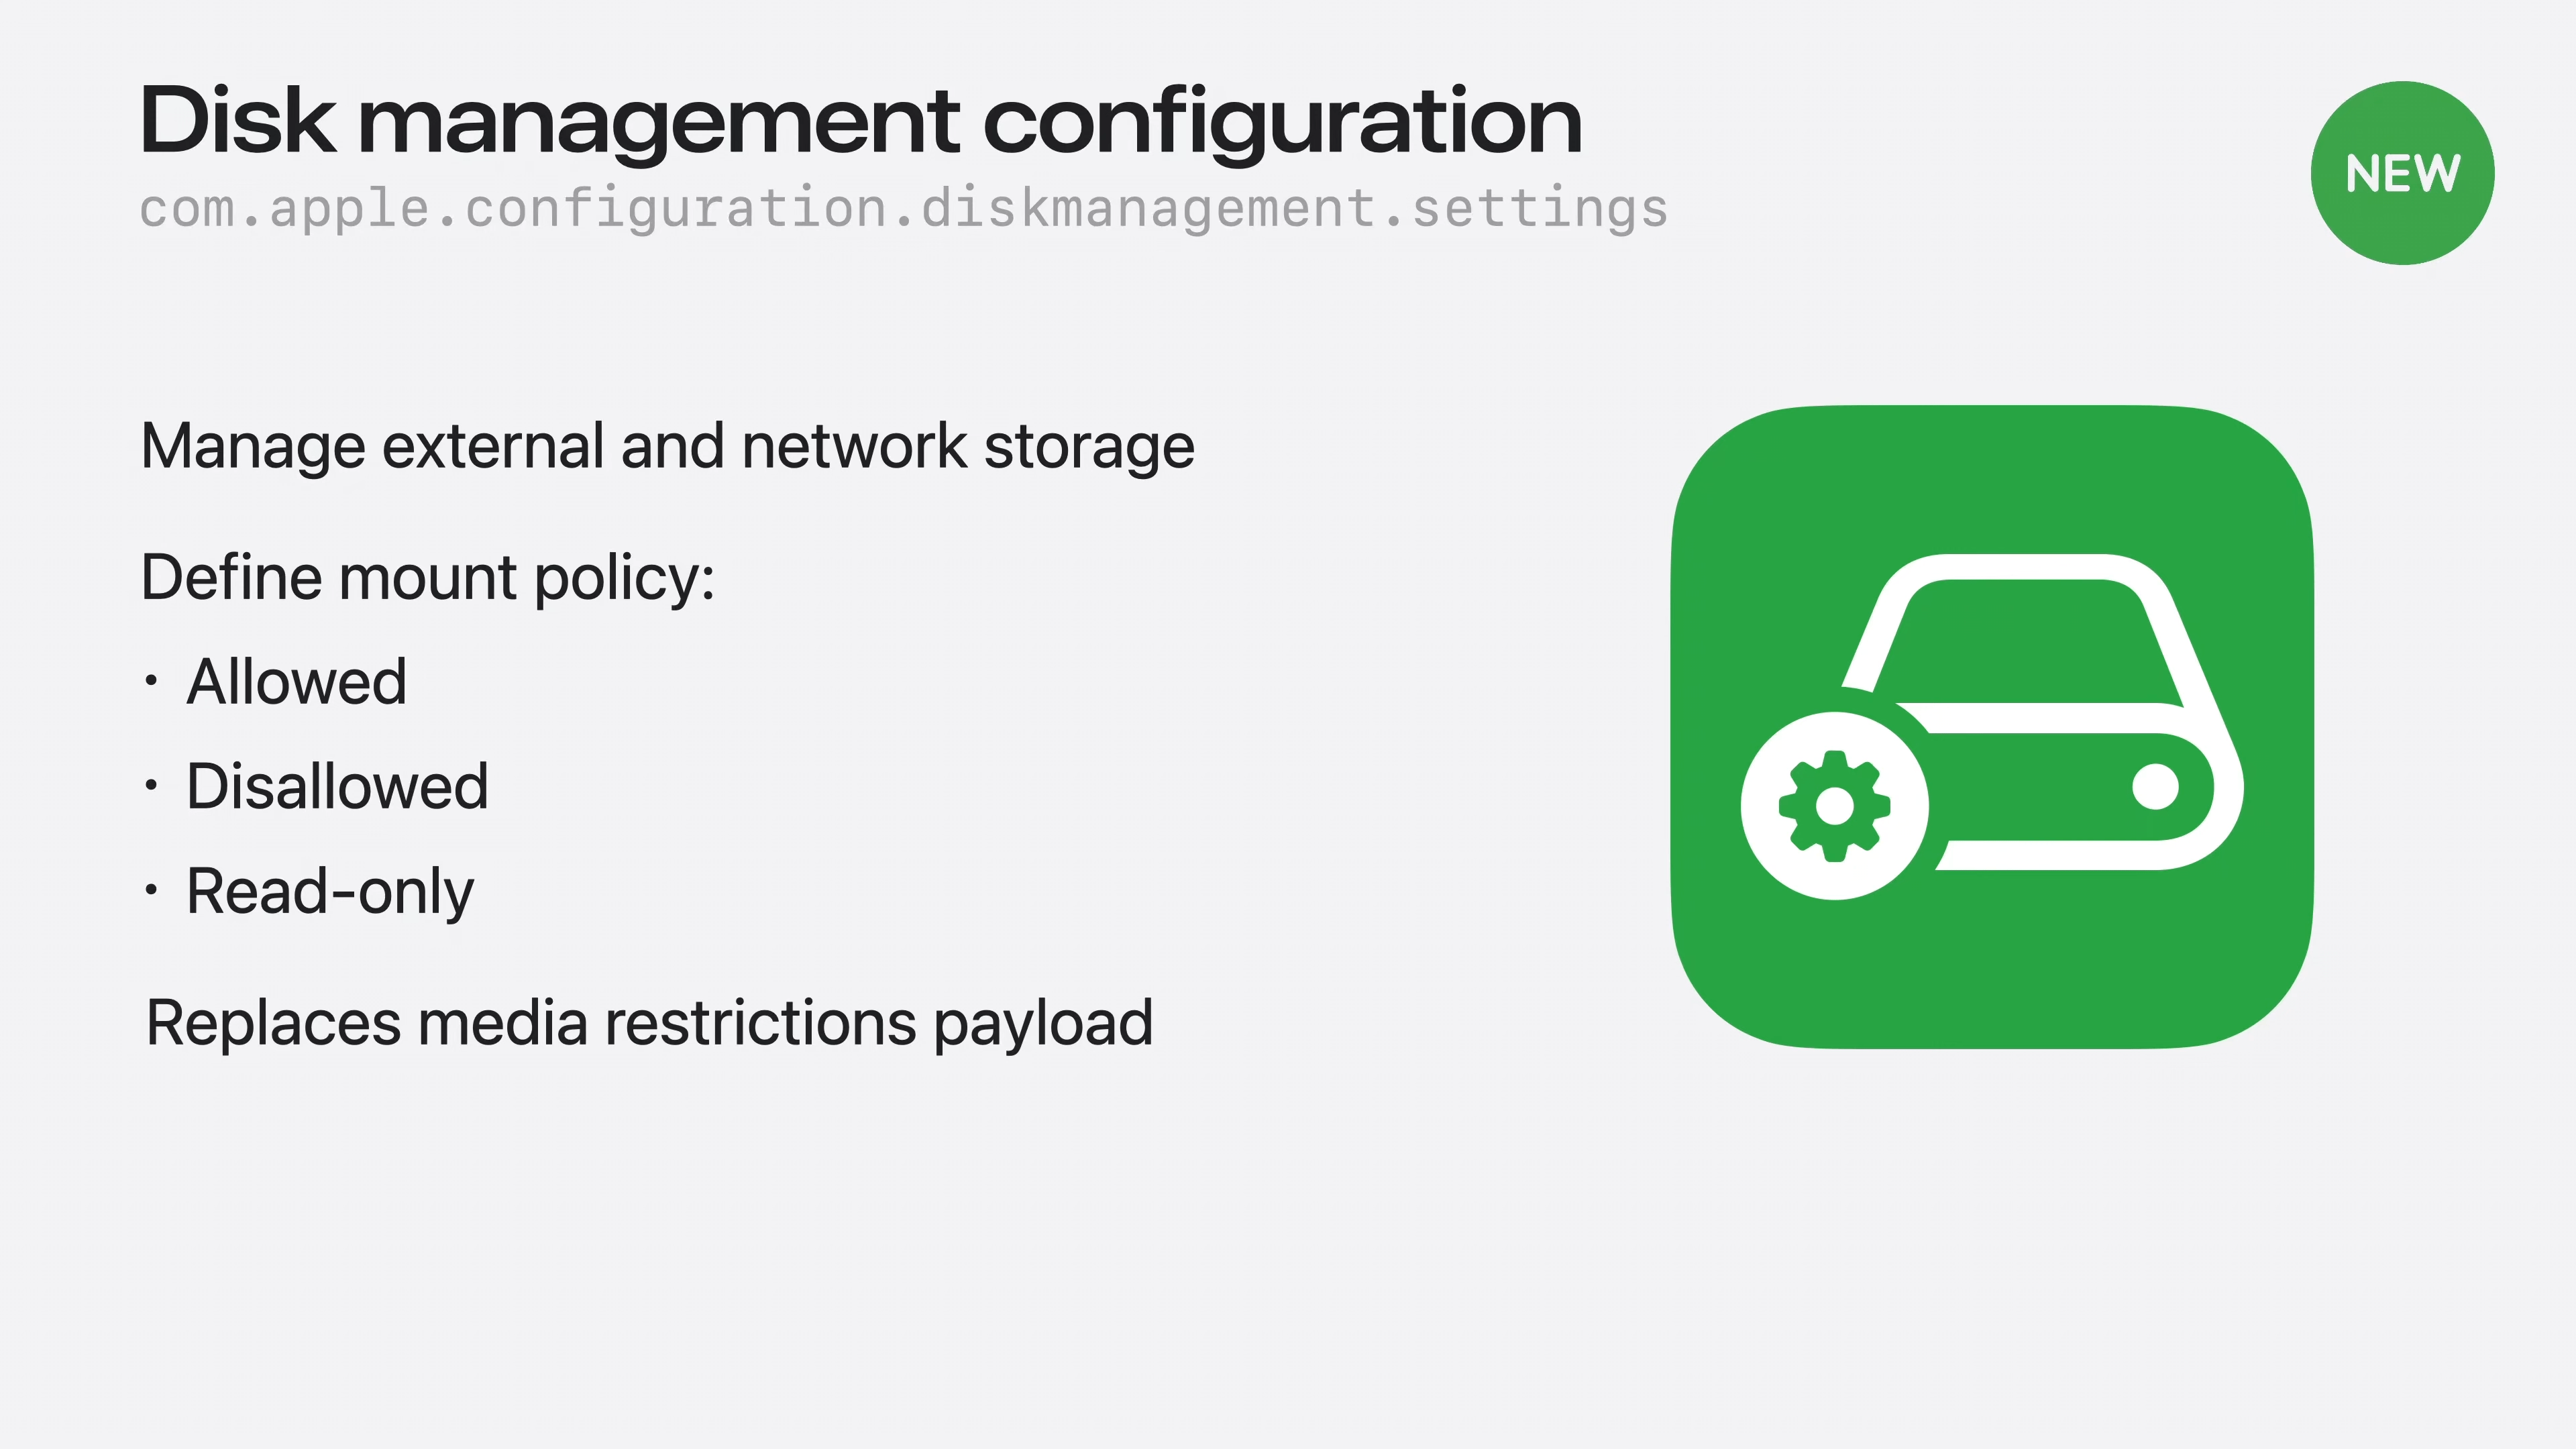 Disk management configuration
NEW
com.apple.configuration.diskmanagement.settings
Manage external and network storage
Define mount policy:
• Allowed
• Disallowed
• Read-only
Replaces media restrictions payload